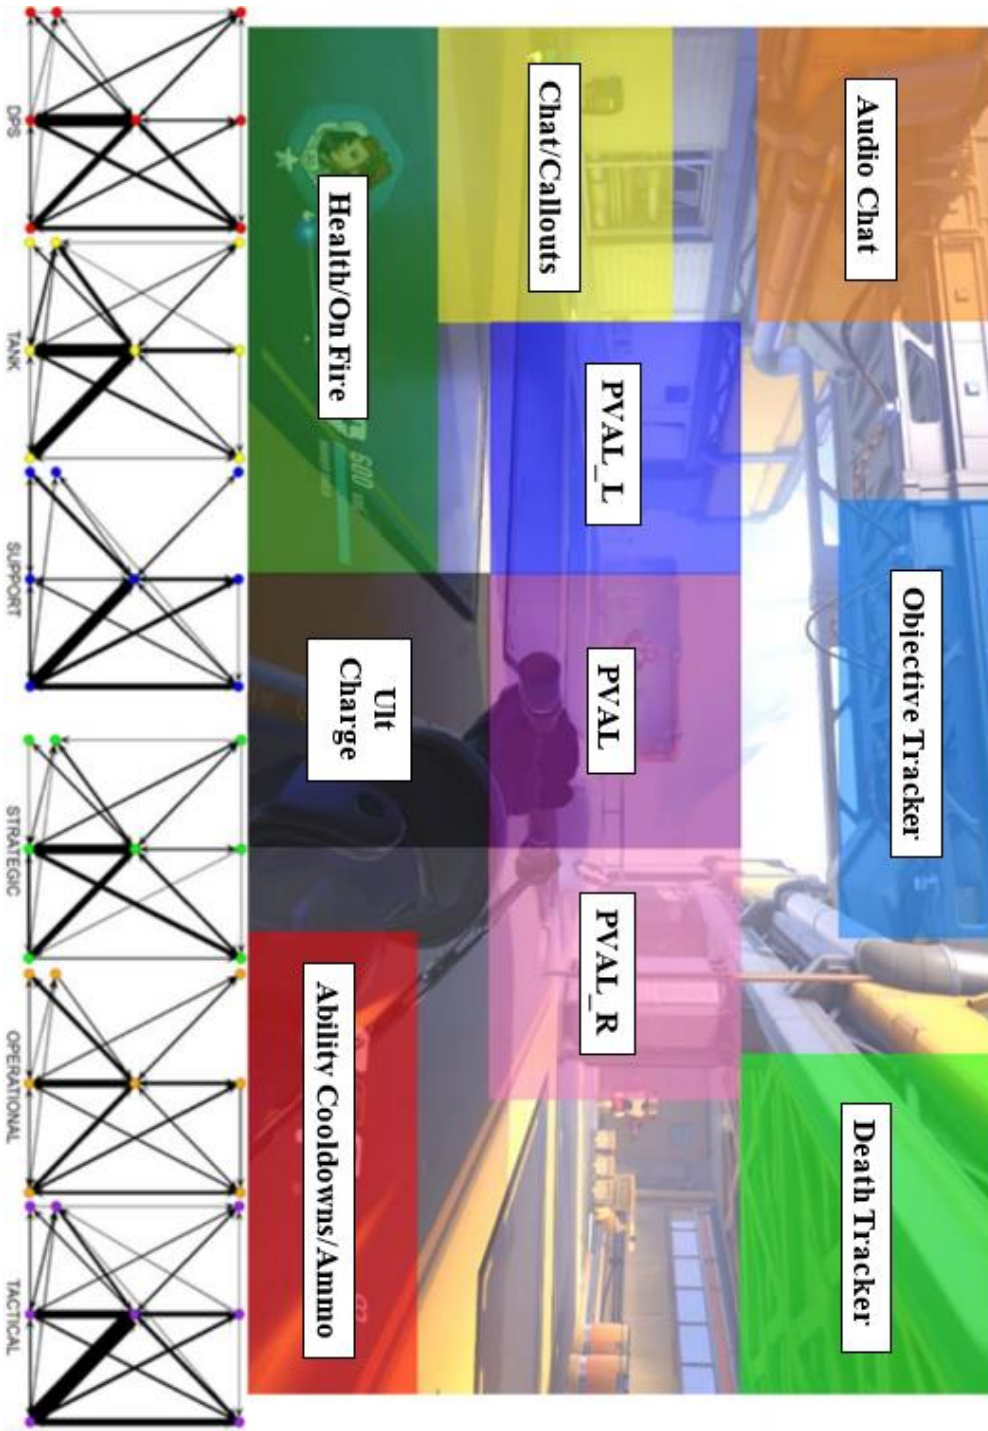 Audio Chat
Objective Tracker
Death Tracker
Chat/Callouts
PVAL_L
PVAL
PVAL_R
Health/On Fire
600
Ult
Charge
Ability Cooldowns/Ammo
DPS
TANK
SUPPORT
STRATEGIC
OPERATIONAL
TACTICAL